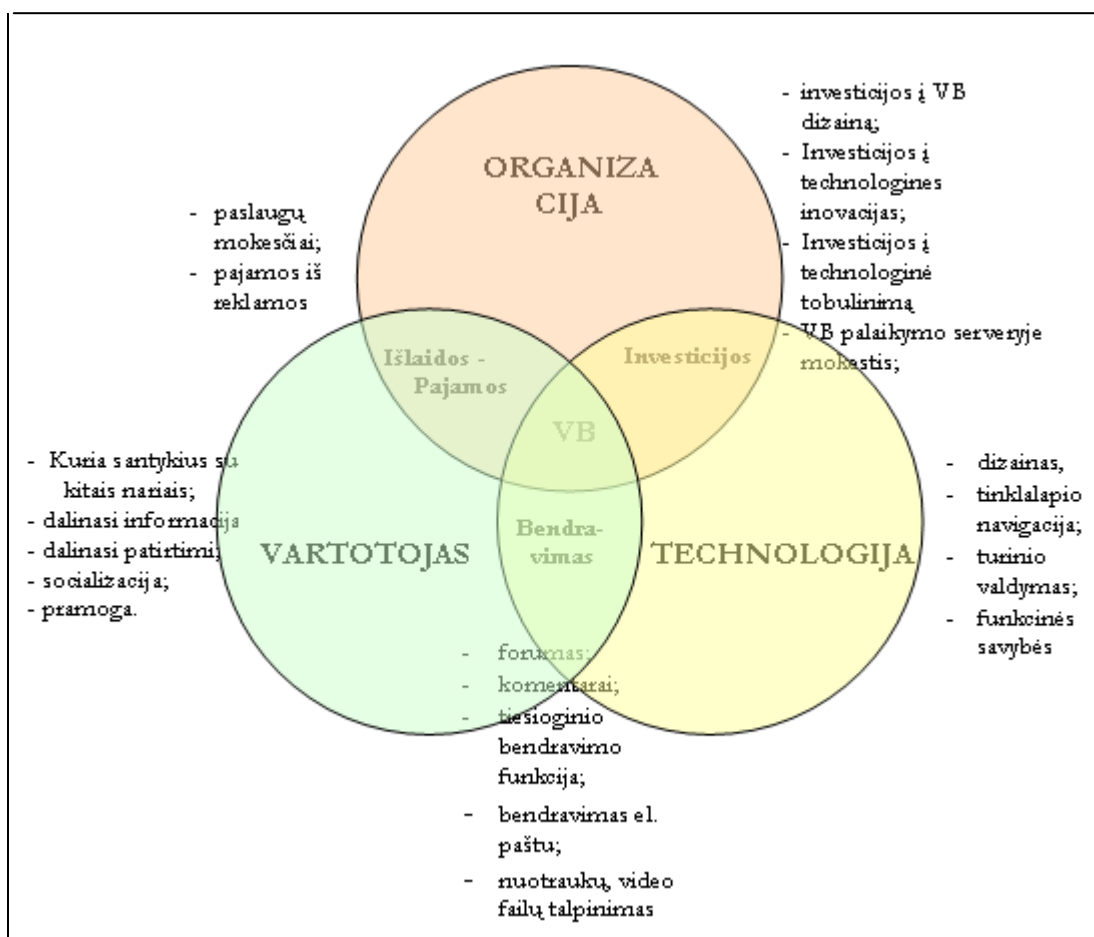 ORGANIZA
CIJA
- investicijos į VB
dizainą;
- Investicijos į
technologines
inovacijas;
- Investicijos į
technologinė
tobulinimą
- VB palaikymo serveryje
mokestis;
- paslaugų
mokesčiai;
- pajamos iš
reklamos
Išlaidos -
Pajamos
Investicijos
VB
- Kuria santykius su
kitais nariais;
- dalinasi informacija
- dalinasi patirtimi;
- socializacija;
- pramoga.
VARTOTOJAS
Bendra-
vimas
TECHNOLOGIJA
- dizainas,
- tinklalapio
navigacija;
- turinio
valdymas;
- funkcinės
savybės
- forumas;
- komentarai;
- tiesioginio
bendravimo
funkcija;
- bendravimas el.
paštu;
- nuotraukų, video
failų talpinimas